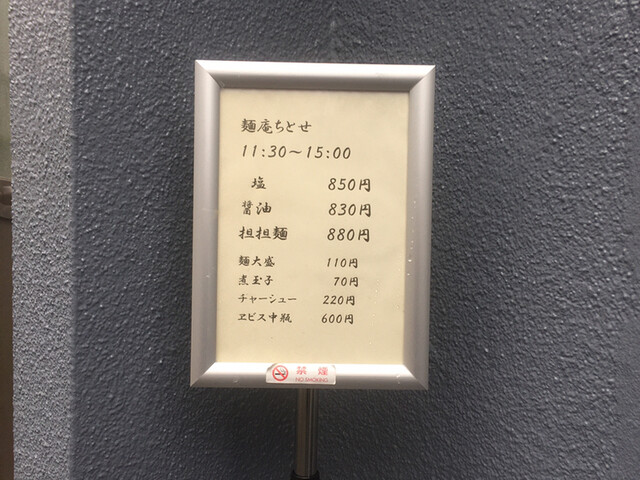 麺庵ちとせ
11:30～15:00
塩 850円
醤油 830円
担担麺 880円
麺大盛 110円
煮玉子 70円
チャーシュー 220円
ヱビス中瓶 600円
禁煙
NO SMOKING